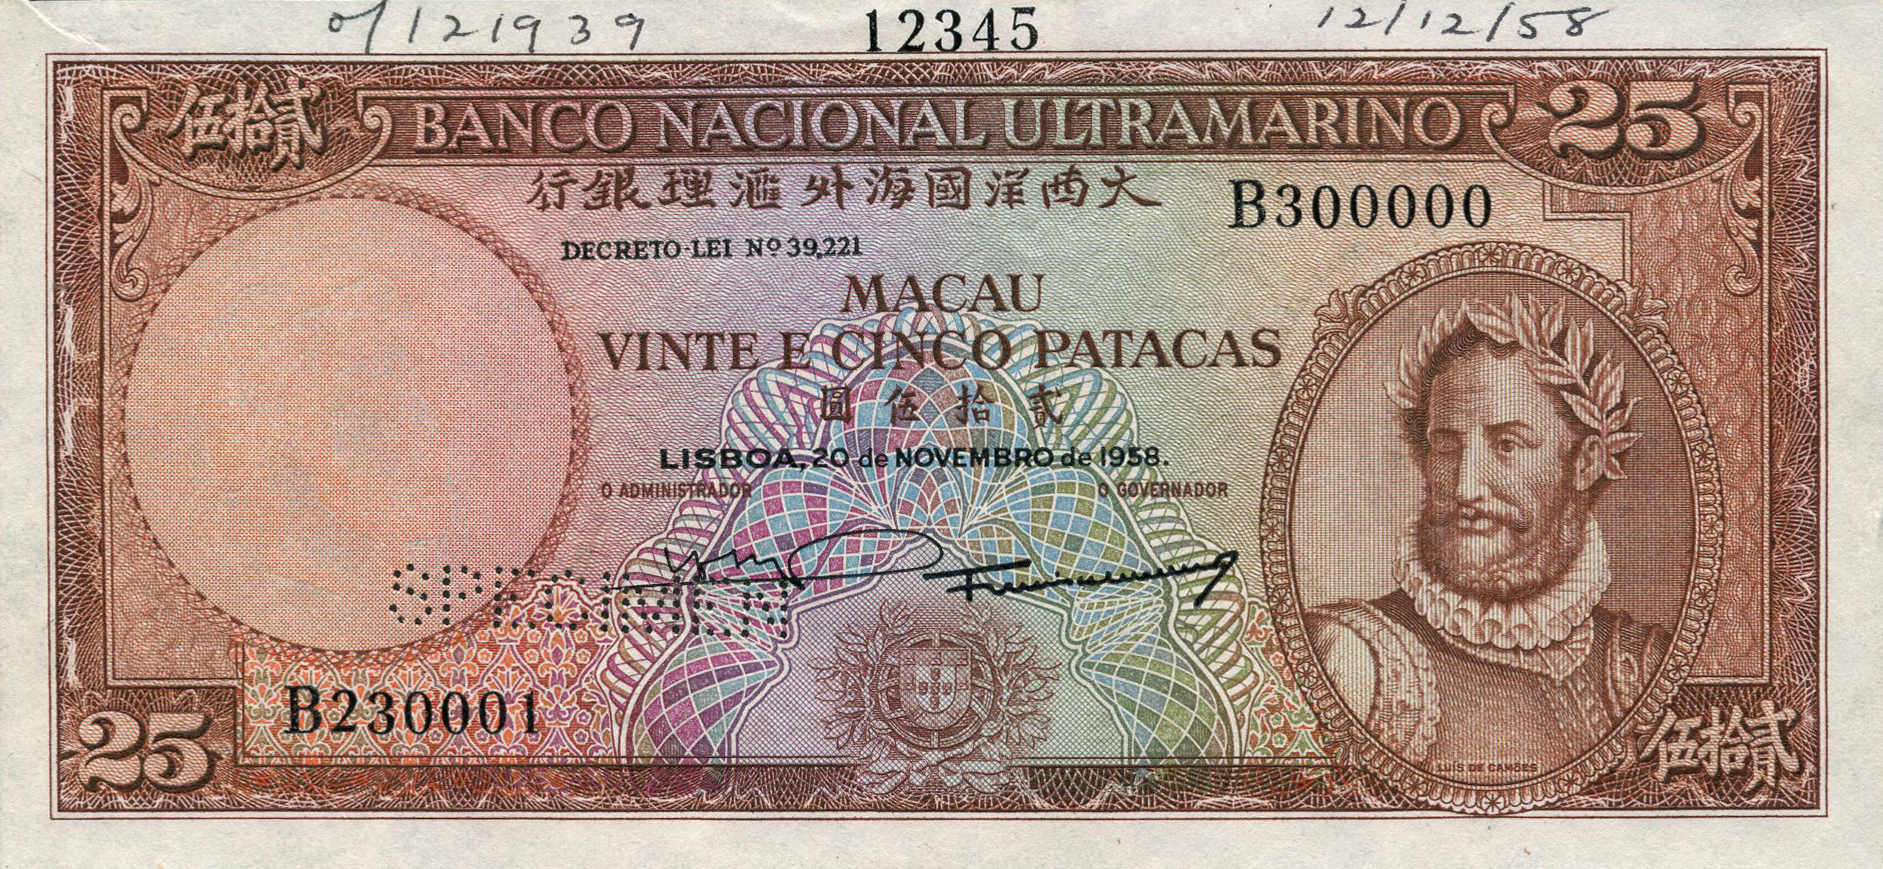 o/121939
12345
12/12/58
貳拾伍
BANCO NACIONAL ULTRAMARINO
25
大西洋國海外滙理銀行
B300000
DECRETO-LEI Nº 39,221
MACAU
VINTE E CINCO PATACAS
貳拾伍圓
LISBOA, 20 de NOVEMBRO de 1958.
O ADMINISTRADOR
O GOVERNADOR
SPECIMEN
B230001
25
LUÍS DE CAMÕES
貳拾伍